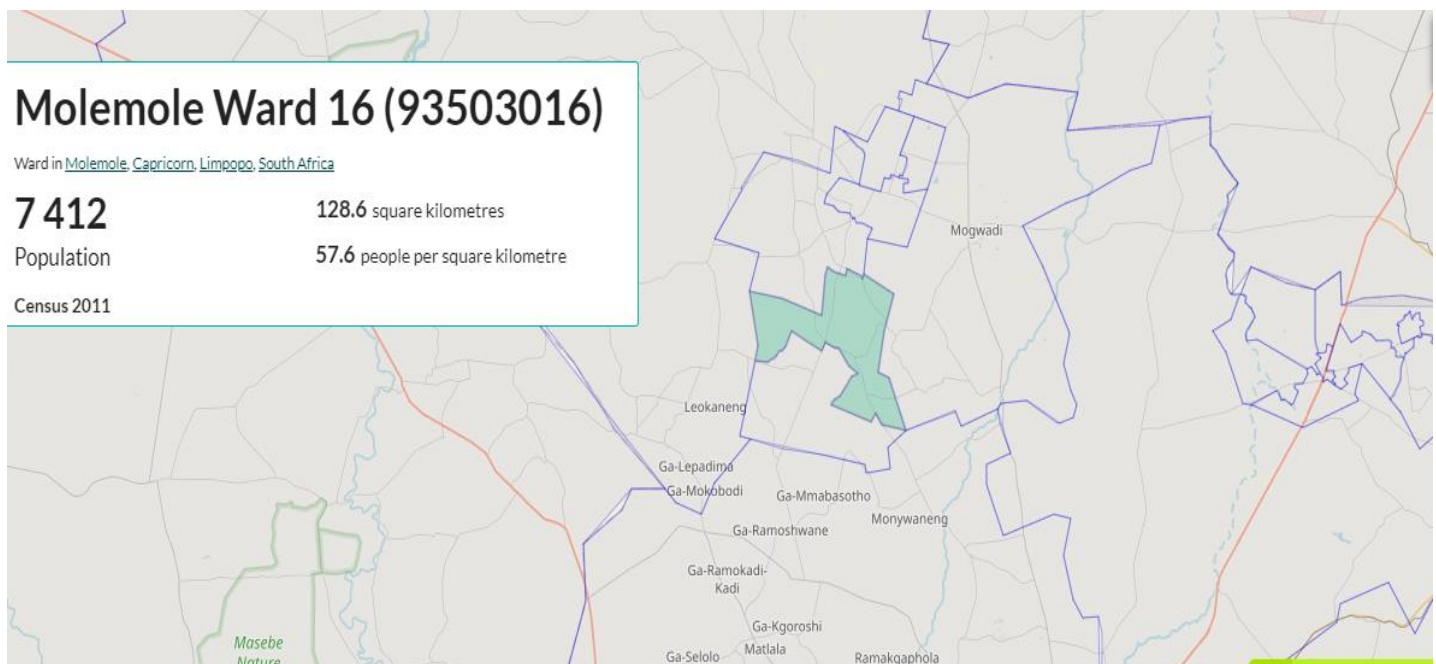 Molemole Ward 16 (93503016)
Ward in Molemole, Capricorn, Limpopo, South Africa
7 412
Population
128.6 square kilometres
57.6 people per square kilometre
Census 2011
Mogwadi
Leokaneng
Ga-Lepadima
Ga-Mokobodi
Ga-Mmabasotho
Monywaneng
Ga-Ramoshwane
Ga-Ramokadi-
Kadi
Ga-Kgoroshi
Masebe
Nature
Ga-Selolo
Matlala
Ramakgaphola